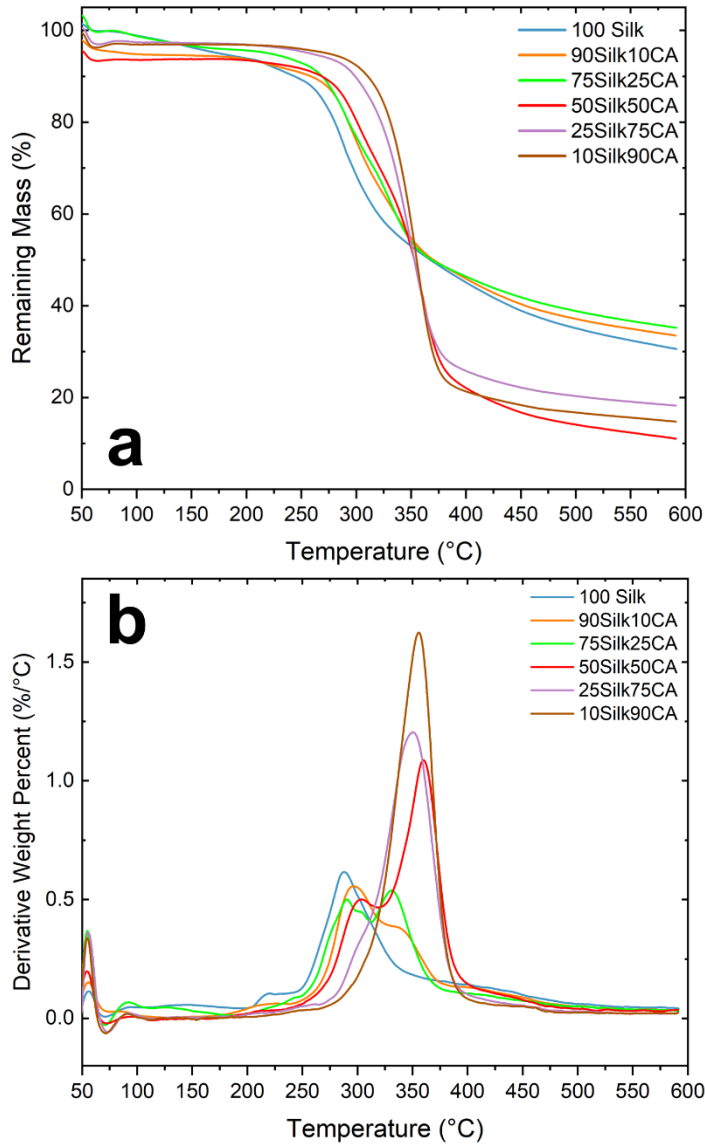 100
80
60
40
20
0
Remaining Mass (%)
100 Silk
90Silk10CA
75Silk25CA
50Silk50CA
25Silk75CA
10Silk90CA
a
50 100 150 200 250 300 350 400 450 500 550 600
Temperature (°C)
b
1.5
1.0
0.5
0.0
Derivative Weight Percent (%/°C)
100 Silk
90Silk10CA
75Silk25CA
50Silk50CA
25Silk75CA
10Silk90CA
50 100 150 200 250 300 350 400 450 500 550 600
Temperature (°C)